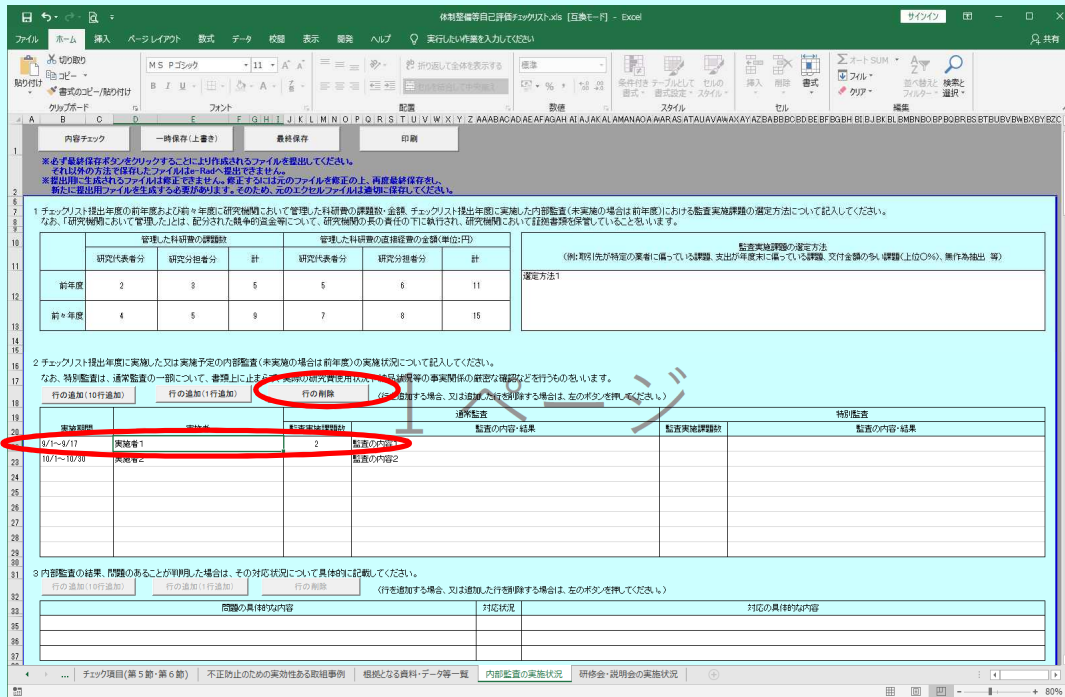 体制整備等自己評価チェックリスト.xls [互換モード] - Excel
サインイン
ファイル ホーム 挿入 ページ レイアウト 数式 データ 校閲 表示 開発 ヘルプ 実行したい作業を入力してください 共有
切り取り
コピー
書式のコピー/貼り付け
貼り付け
クリップボード
ＭＳ Ｐゴシック 11
B I U
フォント
折り返して全体を表示する
配置
標準
数値
条件付き書式 テーブルとして書式設定 セルのスタイル
スタイル
挿入 削除 書式
セル
オート SUM
フィル
クリア
並べ替えとフィルター 検索と選択
編集
内容チェック 一時保存(上書き) 最終保存 印刷
※必ず最終保存ボタンをクリックすることにより作成されるファイルを提出してください。
それ以外の方法で保存したファイルはe-Radへ提出できません。
※提出用に生成されるファイルは修正できません。修正するには元のファイルを修正の上、再度最終保存をし、
新たに提出用ファイルを生成する必要があります。そのため、元のエクセルファイルは適切に保存してください。
1 チェックリスト提出年度の前年度および前々年度に研究機関において管理した科研費の課題数・金額、チェックリスト提出年度に実施した内部監査(未実施の場合は前年度)における監査実施課題の選定方法について記入してください。
なお、「研究機関において管理した」とは、配分された競争的資金等について、研究機関の長の責任の下に執行され、研究機関において証拠書類を保管していることをいいます。
管理した科研費の課題数 管理した科研費の直接経費の金額(単位:円)
監査実施課題の選定方法
(例:取引先が特定の業者に偏っている課題、支出が年度末に偏っている課題、交付金額の多い課題(上位○%)、無作為抽出 等)
研究代表者分 研究分担者分 計 研究代表者分 研究分担者分 計
前年度 2 3 5 5 6 11
選定方法1
前々年度 4 5 9 7 8 15
2 チェックリスト提出年度に実施した又は実施予定の内部監査(未実施の場合は前年度)の実施状況について記入してください。
なお、特別監査は、通常監査の一部について、書類上に止まらず、実際の研究費使用状況や納品状況等の事実関係の厳密な確認などを行うものをいいます。
行の追加(10行追加) 行の追加(1行追加) 行の削除 (行を追加する場合、又は追加した行を削除する場合は、左のボタンを押してください。)
1 ページ
通常監査 特別監査
実施期間 実施者 監査実施課題数 監査の内容・結果 監査実施課題数 監査の内容・結果
9/1～9/17 実施者1 2 監査の内容1
10/1～10/30 実施者2 監査の内容2
3 内部監査の結果、問題のあることが判明した場合は、その対応状況について具体的に記載してください。
行の追加(10行追加) 行の追加(1行追加) 行の削除 (行を追加する場合、又は追加した行を削除する場合は、左のボタンを押してください。)
問題の具体的な内容 対応状況 対応の具体的な内容
... チェック項目(第5節・第6節) 不正防止のための実効性ある取組事例 根拠となる資料・データ等一覧 内部監査の実施状況 研修会・説明会の実施状況
80%